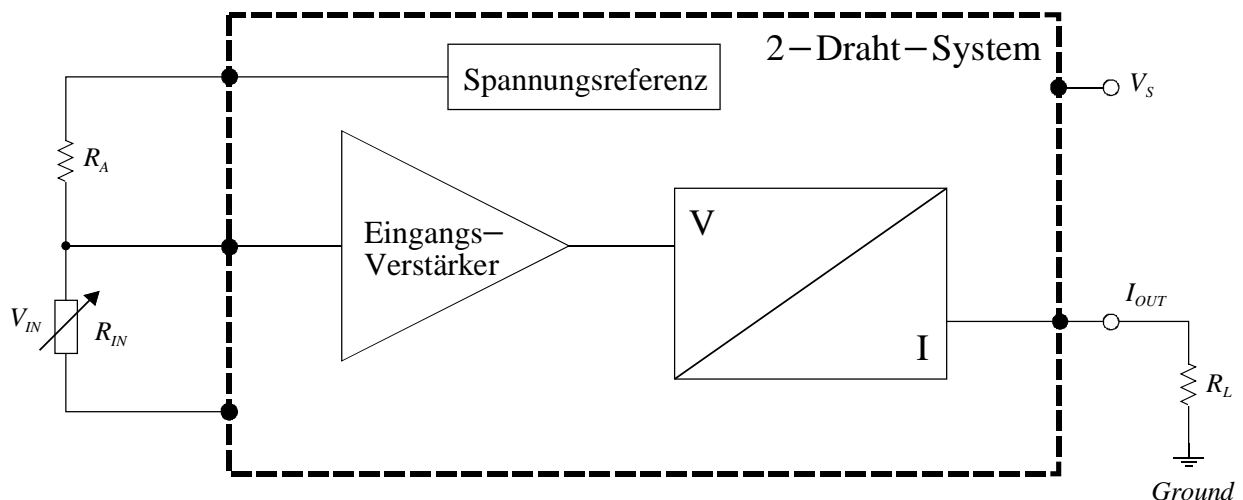 2–Draht–System
Spannungsreferenz
V_S
R_A
V
Eingangs–
Verstärker
I_OUT
V_IN
R_IN
I
R_L
Ground